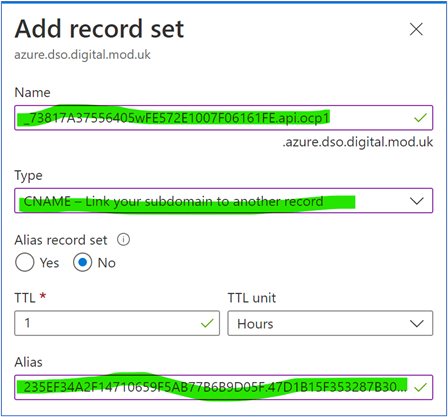 Add record set
azure.dso.digital.mod.uk
Name
_73817A37556405wFE572E1007F06161FE.api.ocp1
.azure.dso.digital.mod.uk
Type
CNAME – Link your subdomain to another record
Alias record set
Yes No
TTL * TTL unit
1 Hours
Alias
235EF34A2F14710659F5AB77B6B9D05F.47D1B15F353287B30...